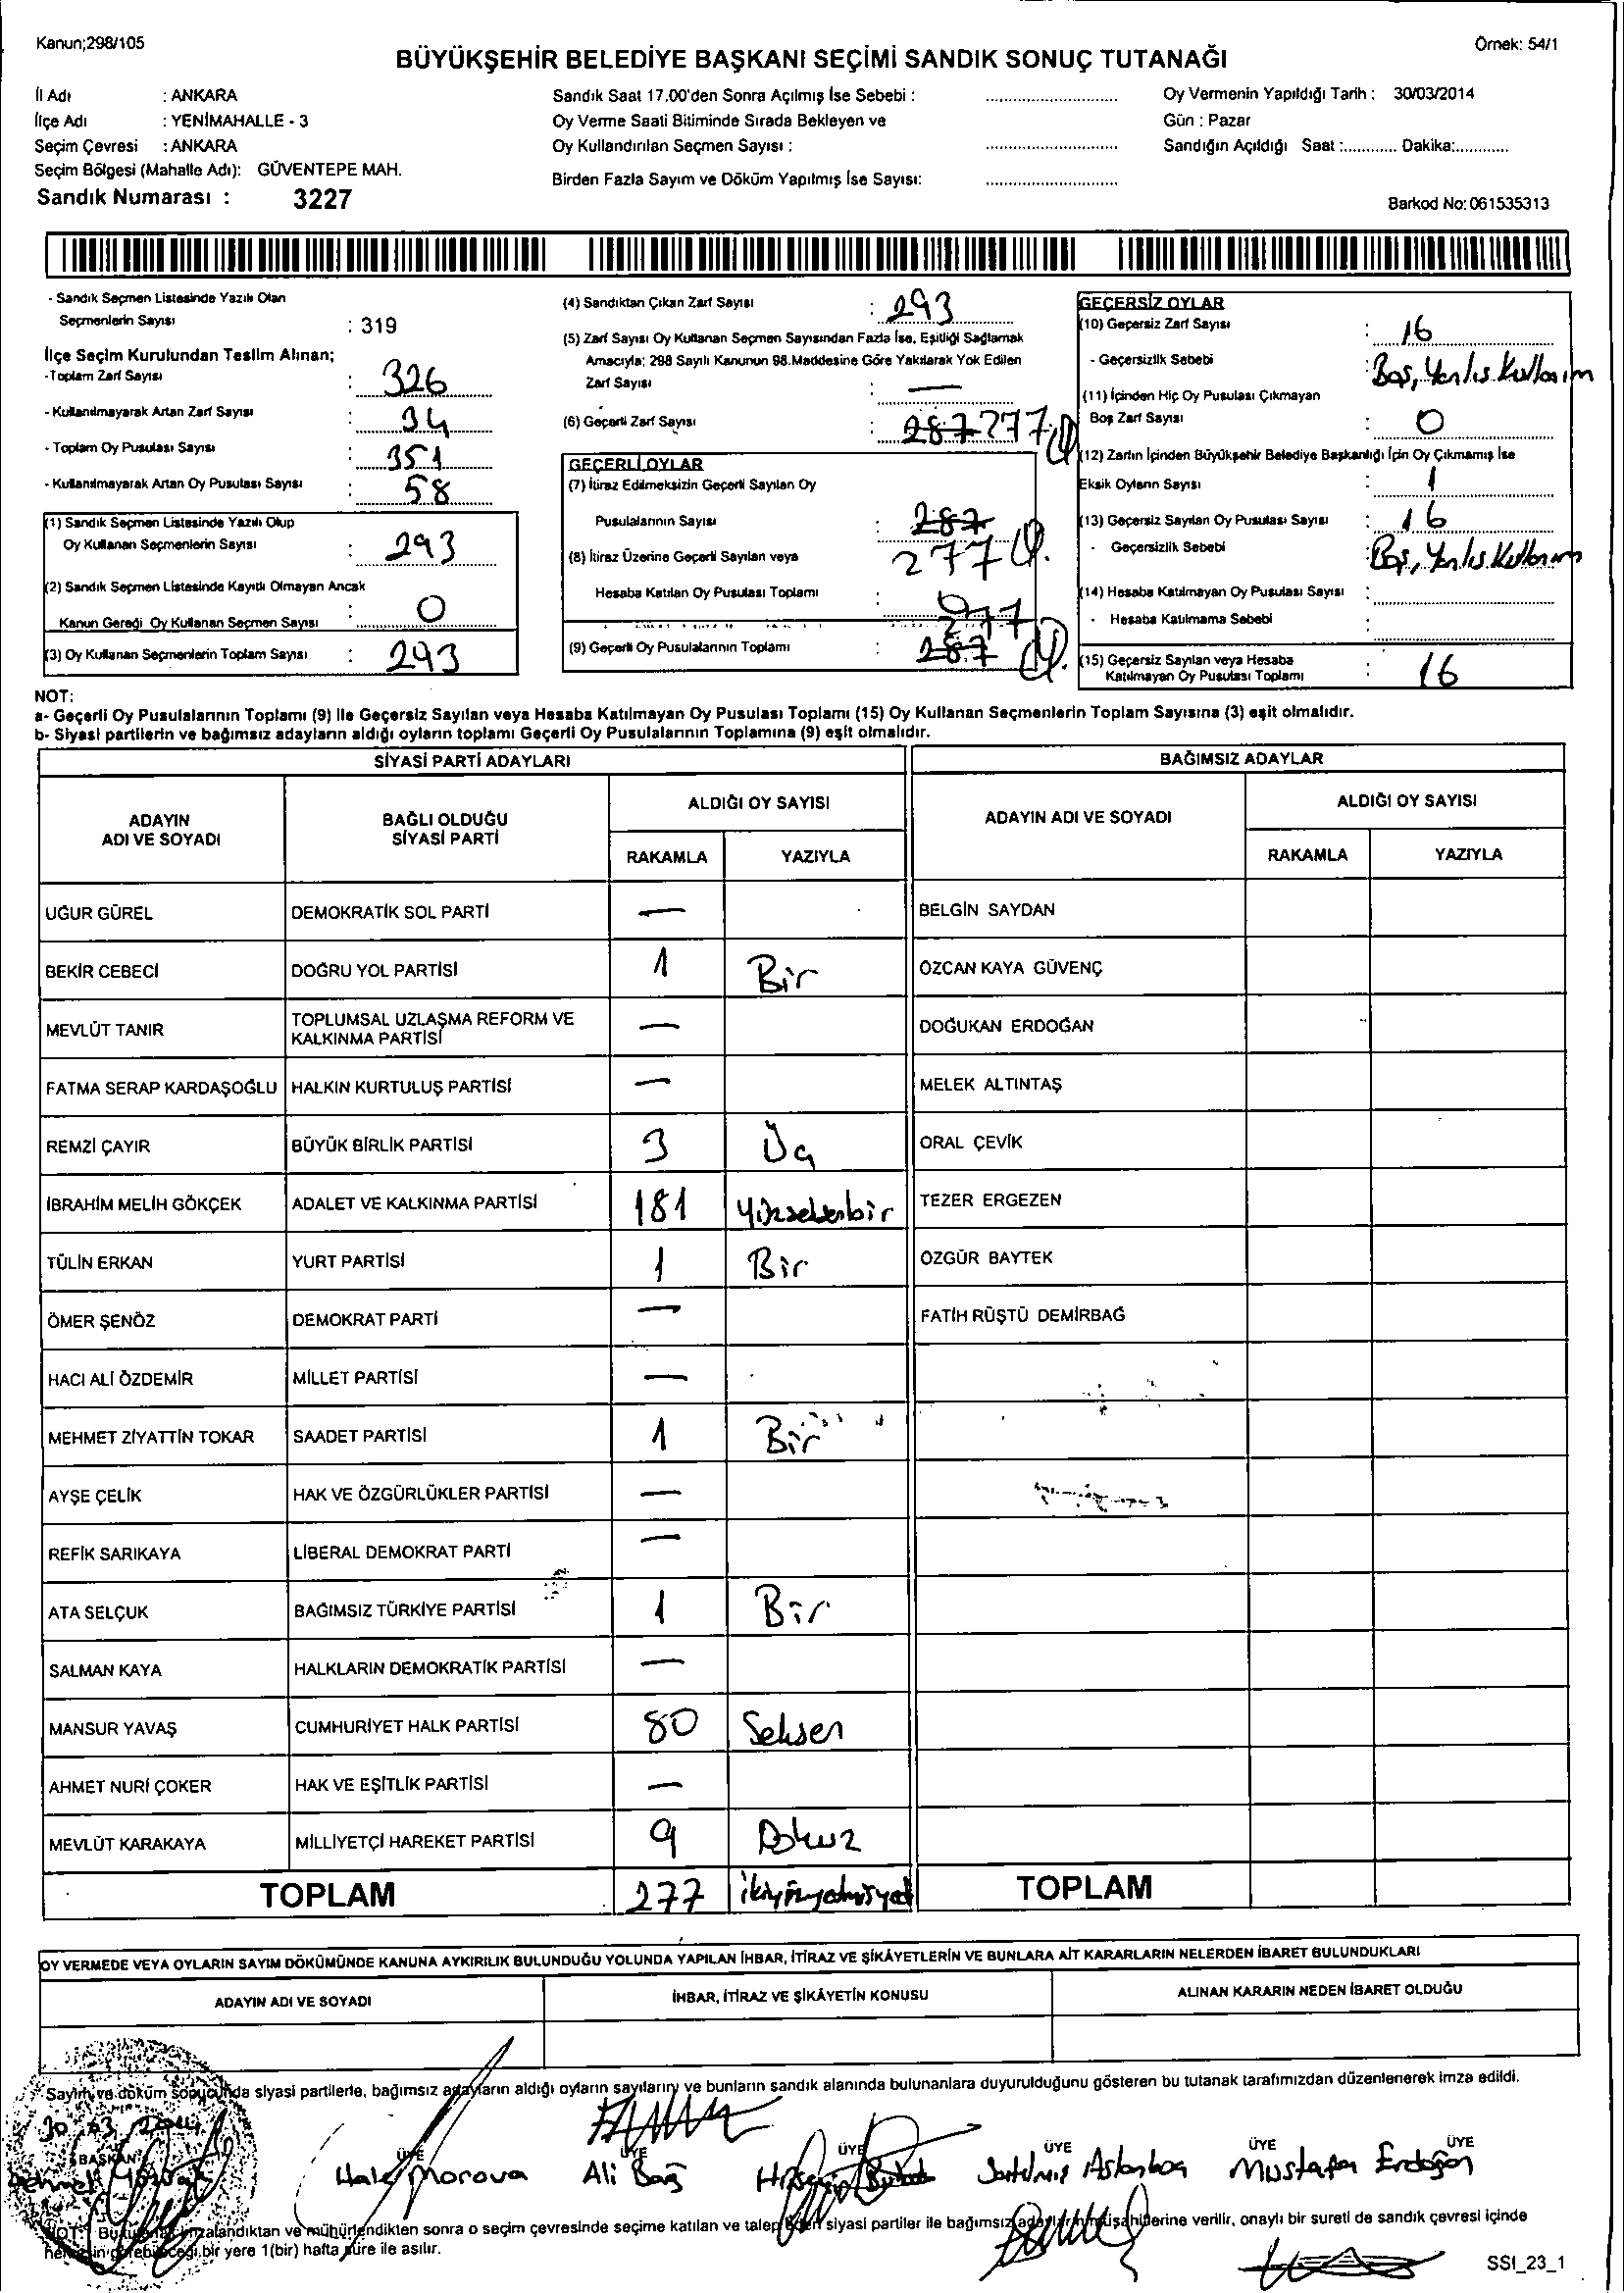 Kanun;298/105
Örnek: 54/1
BÜYÜKŞEHİR BELEDİYE BAŞKANI SEÇİMİ SANDIK SONUÇ TUTANAĞI
İl Adı : ANKARA
İlçe Adı : YENİMAHALLE - 3
Seçim Çevresi : ANKARA
Seçim Bölgesi (Mahalle Adı): GÜVENTEPE MAH.
Sandık Numarası : 3227
Sandık Saat 17.00'den Sonra Açılmış İse Sebebi :
Oy Verme Saati Bitiminde Sırada Bekleyen ve
Oy Kullandırılan Seçmen Sayısı :
Birden Fazla Sayım ve Döküm Yapılmış İse Sayısı:
Oy Vermenin Yapıldığı Tarih : 30/03/2014
Gün : Pazar
Sandığın Açıldığı Saat :............ Dakika:............
Barkod No: 061535313
- Sandık Seçmen Listesinde Yazılı Olan
Seçmenlerin Sayısı : 319
İlçe Seçim Kurulundan Teslim Alınan;
-Toplam Zarf Sayısı : 326
- Kullanılmayarak Artan Zarf Sayısı : 34
- Toplam Oy Pusulası Sayısı : 351
- Kullanılmayarak Artan Oy Pusulası Sayısı : 58
(1) Sandık Seçmen Listesinde Yazılı Olup
Oy Kullanan Seçmenlerin Sayısı : 293
(2) Sandık Seçmen Listesinde Kayıtlı Olmayan Ancak
Kanun Gereği Oy Kullanan Seçmen Sayısı : 0
(3) Oy Kullanan Seçmenlerin Toplam Sayısı : 293
(4) Sandıktan Çıkan Zarf Sayısı : 293
(5) Zarf Sayısı Oy Kullanan Seçmen Sayısından Fazla İse, Eşitliği Sağlamak
Amacıyla; 298 Sayılı Kanunun 98.Maddesine Göre Yakılarak Yok Edilen
Zarf Sayısı : —
(6) Geçerli Zarf Sayısı : 287 277
GEÇERLİ OYLAR
(7) İtiraz Edilmeksizin Geçerli Sayılan Oy
Pusulalarının Sayısı : 287
277
(8) İtiraz Üzerine Geçerli Sayılan veya
Hesaba Katılan Oy Pusulası Toplamı :
277
(9) Geçerli Oy Pusulalarının Toplamı : 287
GEÇERSİZ OYLAR
(10) Geçersiz Zarf Sayısı : 16
- Geçersizlik Sebebi : Boş, Yanlış Kullanım
(11) İçinden Hiç Oy Pusulası Çıkmayan
Boş Zarf Sayısı : 0
(12) Zarfın İçinden Büyükşehir Belediye Başkanlığı İçin Oy Çıkmamış İse
Eksik Oyların Sayısı : 1
(13) Geçersiz Sayılan Oy Pusulası Sayısı : 16
- Geçersizlik Sebebi : Boş, Yanlış Kullanım
(14) Hesaba Katılmayan Oy Pusulası Sayısı :
- Hesaba Katılmama Sebebi :
(15) Geçersiz Sayılan veya Hesaba
Katılmayan Oy Pusulası Toplamı : 16
NOT:
a- Geçerli Oy Pusulalarının Toplamı (9) ile Geçersiz Sayılan veya Hesaba Katılmayan Oy Pusulası Toplamı (15) Oy Kullanan Seçmenlerin Toplam Sayısına (3) eşit olmalıdır.
b- Siyasi partilerin ve bağımsız adayların aldığı oyların toplamı Geçerli Oy Pusulalarının Toplamına (9) eşit olmalıdır.
SİYASİ PARTİ ADAYLARI
BAĞIMSIZ ADAYLAR
ADAYIN ADI VE SOYADI
BAĞLI OLDUĞU SİYASİ PARTİ
ALDIĞI OY SAYISI
RAKAMLA YAZIYLA
ADAYIN ADI VE SOYADI
ALDIĞI OY SAYISI
RAKAMLA YAZIYLA
UĞUR GÜREL DEMOKRATİK SOL PARTİ — BELGİN SAYDAN
BEKİR CEBECİ DOĞRU YOL PARTİSİ 1 Bir ÖZCAN KAYA GÜVENÇ
MEVLÜT TANIR TOPLUMSAL UZLAŞMA REFORM VE KALKINMA PARTİSİ — DOĞUKAN ERDOĞAN
FATMA SERAP KARDAŞOĞLU HALKIN KURTULUŞ PARTİSİ — MELEK ALTINTAŞ
REMZİ ÇAYIR BÜYÜK BİRLİK PARTİSİ 3 Üç ORAL ÇEVİK
İBRAHİM MELİH GÖKÇEK ADALET VE KALKINMA PARTİSİ 181 Yüzseksenbir TEZER ERGEZEN
TÜLİN ERKAN YURT PARTİSİ 1 Bir ÖZGÜR BAYTEK
ÖMER ŞENÖZ DEMOKRAT PARTİ — FATİH RÜŞTÜ DEMİRBAĞ
HACI ALİ ÖZDEMİR MİLLET PARTİSİ —
MEHMET ZİYATTİN TOKAR SAADET PARTİSİ 1 Bir
AYŞE ÇELİK HAK VE ÖZGÜRLÜKLER PARTİSİ —
REFİK SARIKAYA LİBERAL DEMOKRAT PARTİ —
ATA SELÇUK BAĞIMSIZ TÜRKİYE PARTİSİ 1 Bir
SALMAN KAYA HALKLARIN DEMOKRATİK PARTİSİ —
MANSUR YAVAŞ CUMHURİYET HALK PARTİSİ 80 Seksen
AHMET NURİ ÇOKER HAK VE EŞİTLİK PARTİSİ —
MEVLÜT KARAKAYA MİLLİYETÇİ HAREKET PARTİSİ 9 Dokuz
TOPLAM 277 ikiyüzyetmişyedi TOPLAM
OY VERMEDE VEYA OYLARIN SAYIM DÖKÜMÜNDE KANUNA AYKIRILIK BULUNDUĞU YOLUNDA YAPILAN İHBAR, İTİRAZ VE ŞİKÂYETLERİN VE BUNLARA AİT KARARLARIN NELERDEN İBARET BULUNDUKLARI
ADAYIN ADI VE SOYADI İHBAR, İTİRAZ VE ŞİKÂYETİN KONUSU ALINAN KARARIN NEDEN İBARET OLDUĞU
Sayım ve döküm sonucunda siyasi partilerle, bağımsız adayların aldığı oyların sayılarını ve bunların sandık alanında bulunanlara duyurulduğunu gösteren bu tutanak tarafımızdan düzenlenerek imza edildi.
30.03.2014
BAŞKAN ÜYE ÜYE ÜYE ÜYE ÜYE ÜYE
Hale Morova Ali Baş Satılmış Aslanbaş Mustafa Erdoğan
NOT: Bu tutanak imzalandıktan ve mühürlendikten sonra o seçim çevresinde seçime katılan ve talep eden siyasi partiler ile bağımsız adayların müşahitlerine verilir, onaylı bir sureti de sandık çevresi içinde
herkesin görebileceği bir yere 1(bir) hafta süre ile asılır.
SSI_23_1